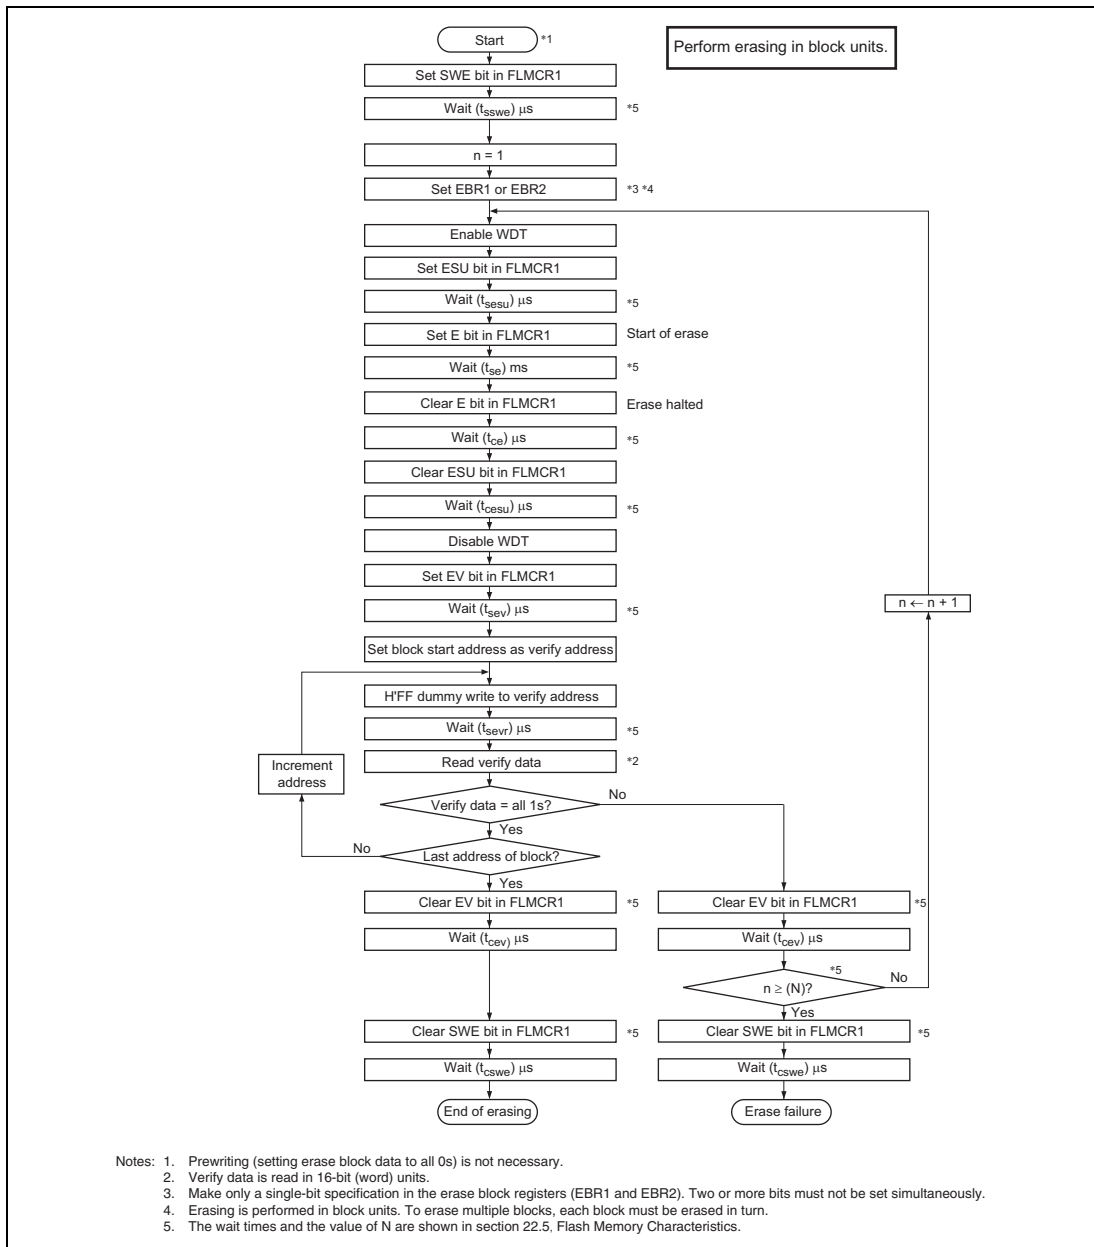 Start *1
Perform erasing in block units.
Set SWE bit in FLMCR1
Wait (tsswe) μs *5
n = 1
Set EBR1 or EBR2 *3 *4
Enable WDT
Set ESU bit in FLMCR1
Wait (tsesu) μs *5
Set E bit in FLMCR1 Start of erase
Wait (tse) ms *5
Clear E bit in FLMCR1 Erase halted
Wait (tce) μs *5
Clear ESU bit in FLMCR1
Wait (tcesu) μs *5
Disable WDT
Set EV bit in FLMCR1
Wait (tsev) μs *5
n ← n + 1
Set block start address as verify address
H'FF dummy write to verify address
Wait (tsevr) μs *5
Read verify data *2
Increment
address
Verify data = all 1s?
No
Yes
Last address of block?
No
Yes
Clear EV bit in FLMCR1 *5
Wait (tcev) μs
Clear SWE bit in FLMCR1 *5
Wait (tcswe) μs
End of erasing
Clear EV bit in FLMCR1 *5
Wait (tcev) μs
*5
n ≥ (N)?
No
Yes
Clear SWE bit in FLMCR1 *5
Wait (tcswe) μs
Erase failure
Notes: 1. Prewriting (setting erase block data to all 0s) is not necessary.
2. Verify data is read in 16-bit (word) units.
3. Make only a single-bit specification in the erase block registers (EBR1 and EBR2). Two or more bits must not be set simultaneously.
4. Erasing is performed in block units. To erase multiple blocks, each block must be erased in turn.
5. The wait times and the value of N are shown in section 22.5, Flash Memory Characteristics.